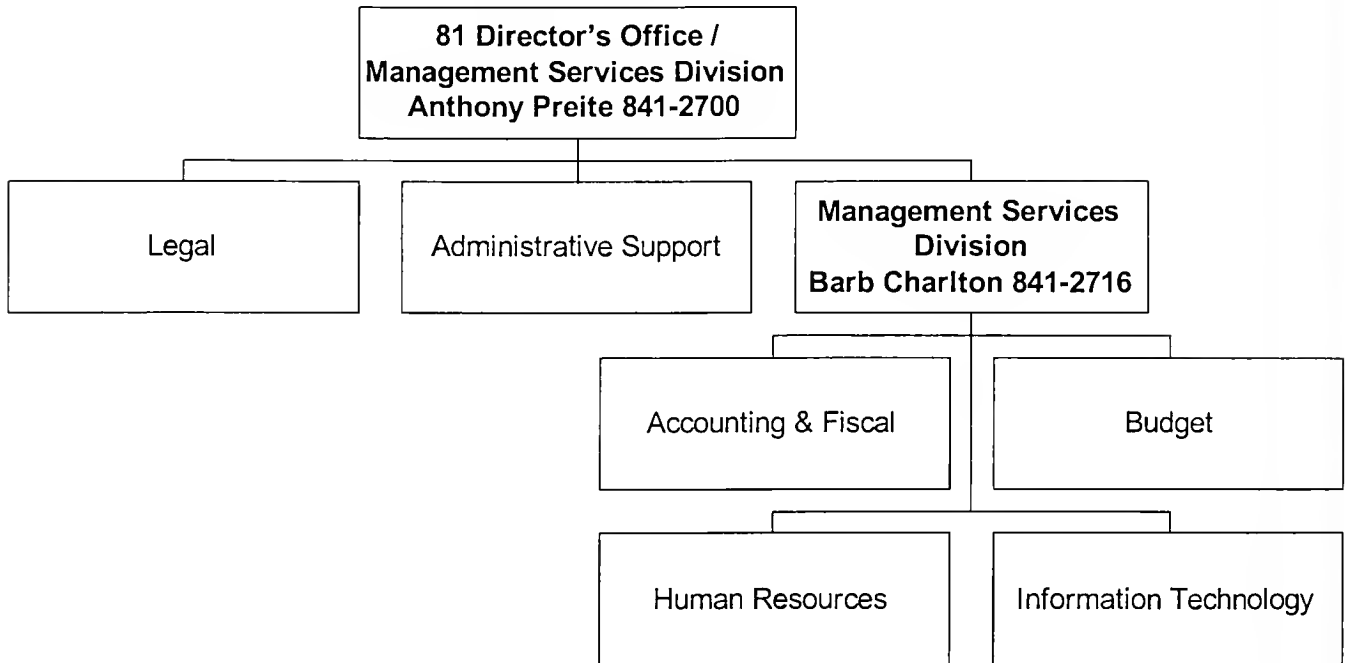 81 Director's Office /
Management Services Division
Anthony Preite 841-2700
Legal
Administrative Support
Management Services
Division
Barb Charlton 841-2716
Accounting & Fiscal
Budget
Human Resources
Information Technology